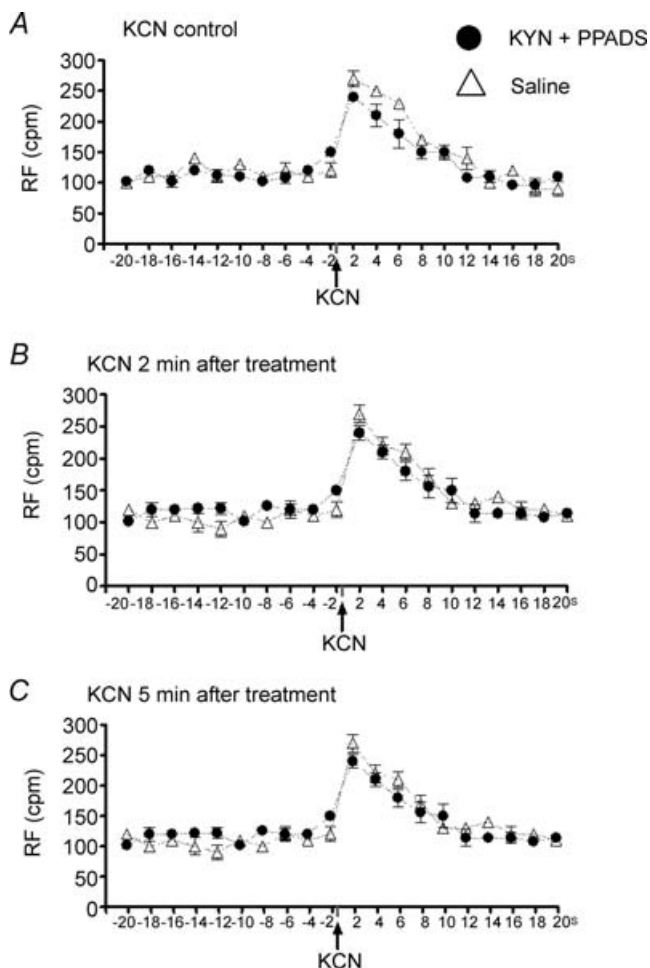 A KCN control
KYN + PPADS
Saline
RF (cpm)
300
250
200
150
100
50
0
-20 -18 -16 -14 -12 -10 -8 -6 -4 -2 2 4 6 8 10 12 14 16 18 20s
KCN
B KCN 2 min after treatment
RF (cpm)
300
250
200
150
100
50
0
-20 -18 -16 -14 -12 -10 -8 -6 -4 -2 2 4 6 8 10 12 14 16 18 20s
KCN
C KCN 5 min after treatment
RF (cpm)
300
250
200
150
100
50
0
-20 -18 -16 -14 -12 -10 -8 -6 -4 -2 2 4 6 8 10 12 14 16 18 20s
KCN